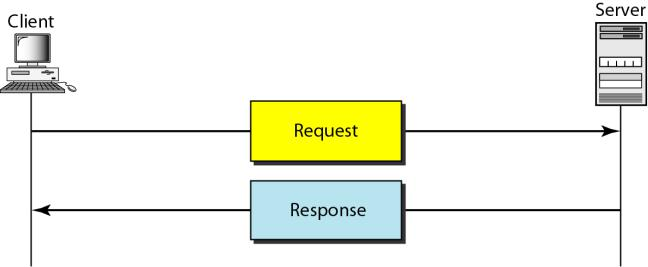 Client
Server
Request
Response